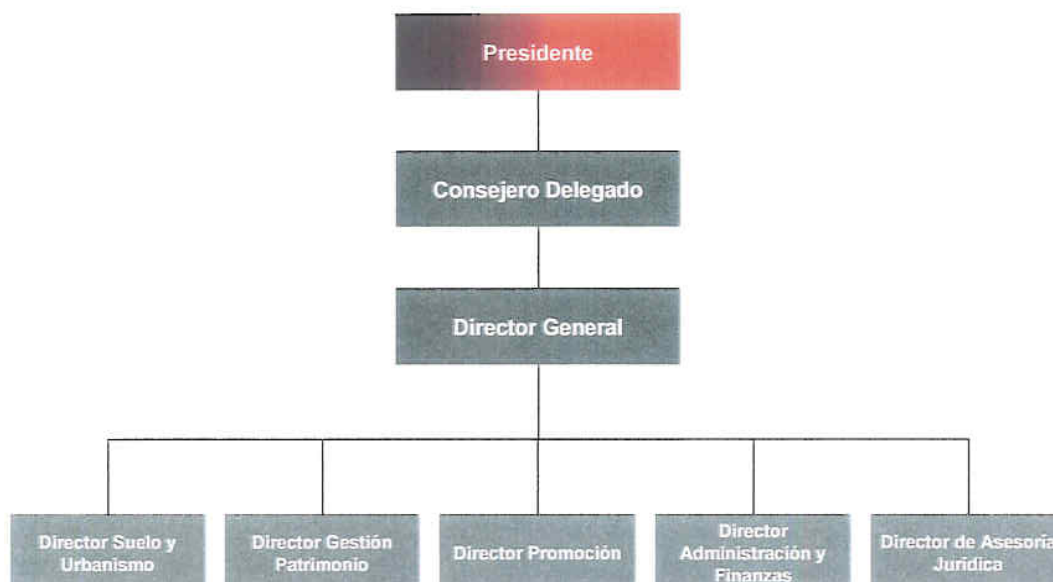 Presidente
Consejero Delegado
Director General
Director Suelo y
Urbanismo
Director Gestión
Patrimonio
Director Promoción
Director
Administración y
Finanzas
Director de Asesoría
Jurídica